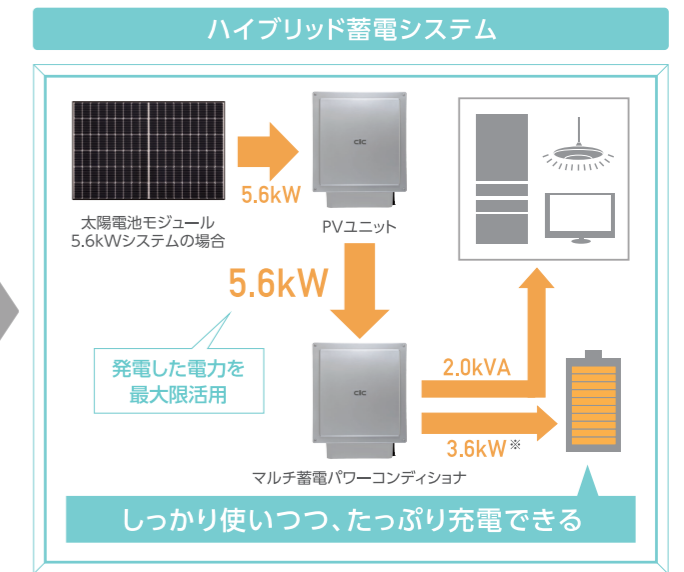 ハイブリッド蓄電システム
CIC
5.6kW
太陽電池モジュール
5.6kWシステムの場合
PVユニット
5.6kW
発電した電力を
最大限活用
CIC
2.0kVA
3.6kW※
マルチ蓄電パワーコンディショナ
しっかり使いつつ、たっぷり充電できる